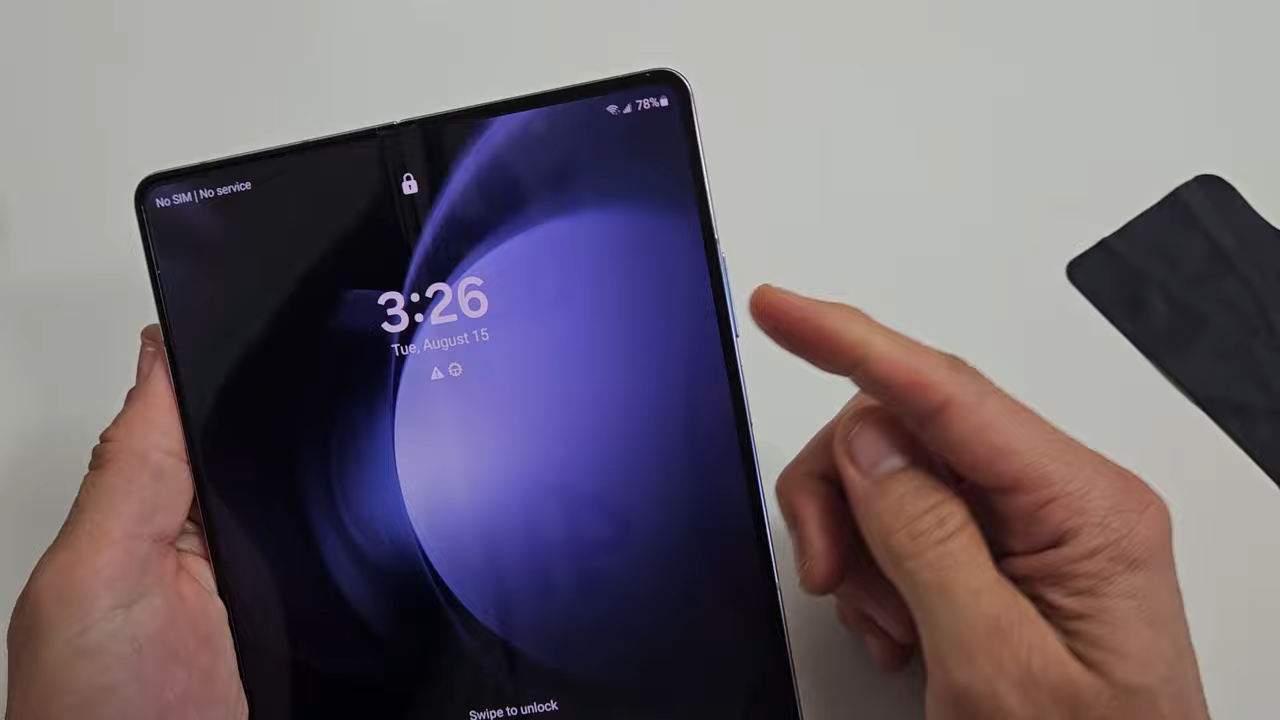 No SIM | No service
78%
3:26
Tue, August 15
Swipe to unlock